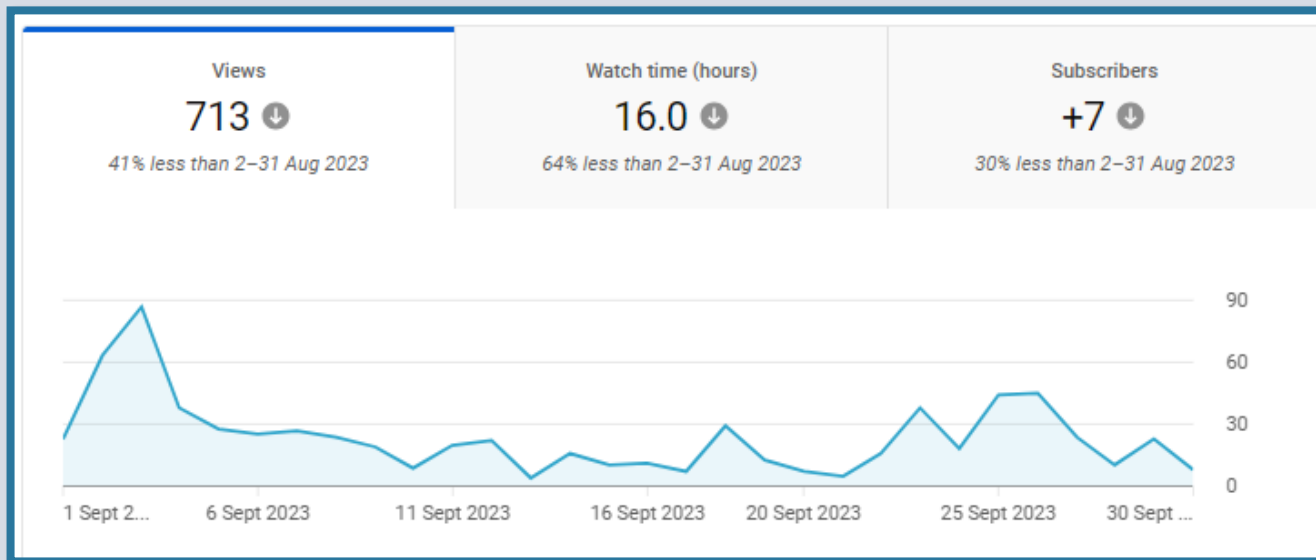 Views
713
41% less than 2–31 Aug 2023
Watch time (hours)
16.0
64% less than 2–31 Aug 2023
Subscribers
+7
30% less than 2–31 Aug 2023
90
60
30
0
1 Sept 2...
6 Sept 2023
11 Sept 2023
16 Sept 2023
20 Sept 2023
25 Sept 2023
30 Sept ...